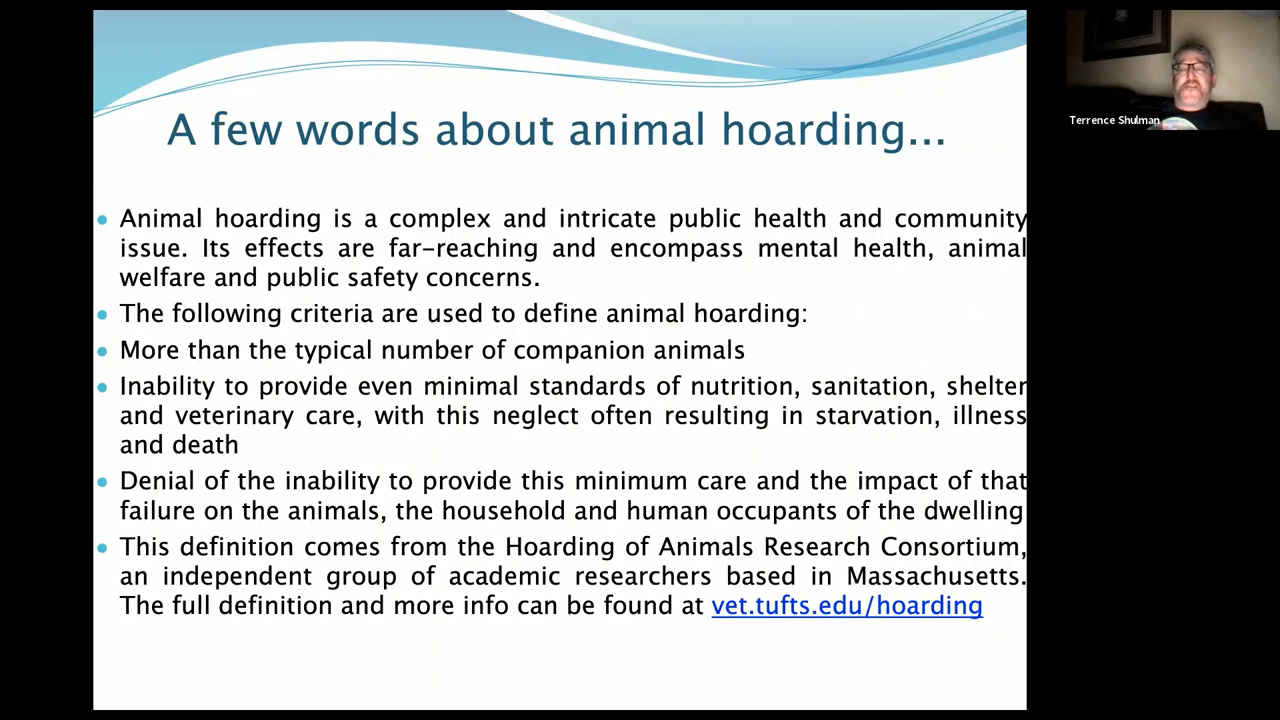 A few words about animal hoarding...
Animal hoarding is a complex and intricate public health and community
issue. Its effects are far-reaching and encompass mental health, animal
welfare and public safety concerns.
The following criteria are used to define animal hoarding:
More than the typical number of companion animals
Inability to provide even minimal standards of nutrition, sanitation, shelter
and veterinary care, with this neglect often resulting in starvation, illness
and death
Denial of the inability to provide this minimum care and the impact of that
failure on the animals, the household and human occupants of the dwelling
This definition comes from the Hoarding of Animals Research Consortium,
an independent group of academic researchers based in Massachusetts.
The full definition and more info can be found at vet.tufts.edu/hoarding
Terrence Shulman